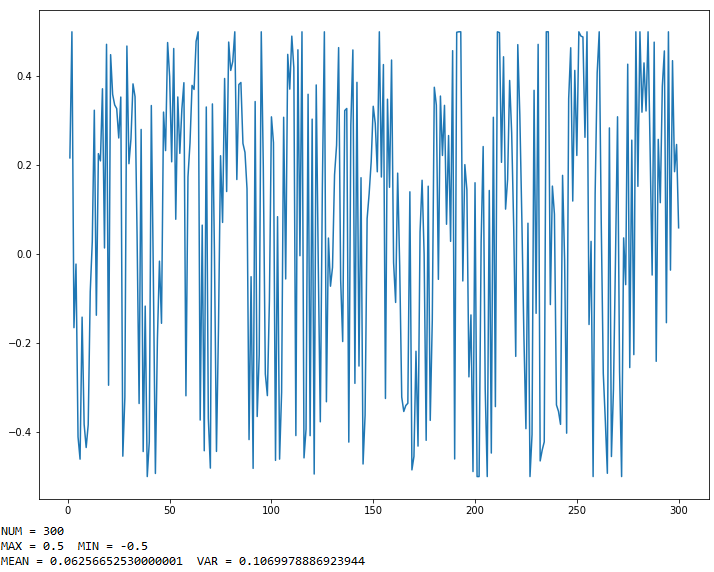 0.4
0.2
0.0
−0.2
−0.4
0 50 100 150 200 250 300
NUM = 300
MAX = 0.5  MIN = -0.5
MEAN = 0.06256652530000001  VAR = 0.1069978886923944